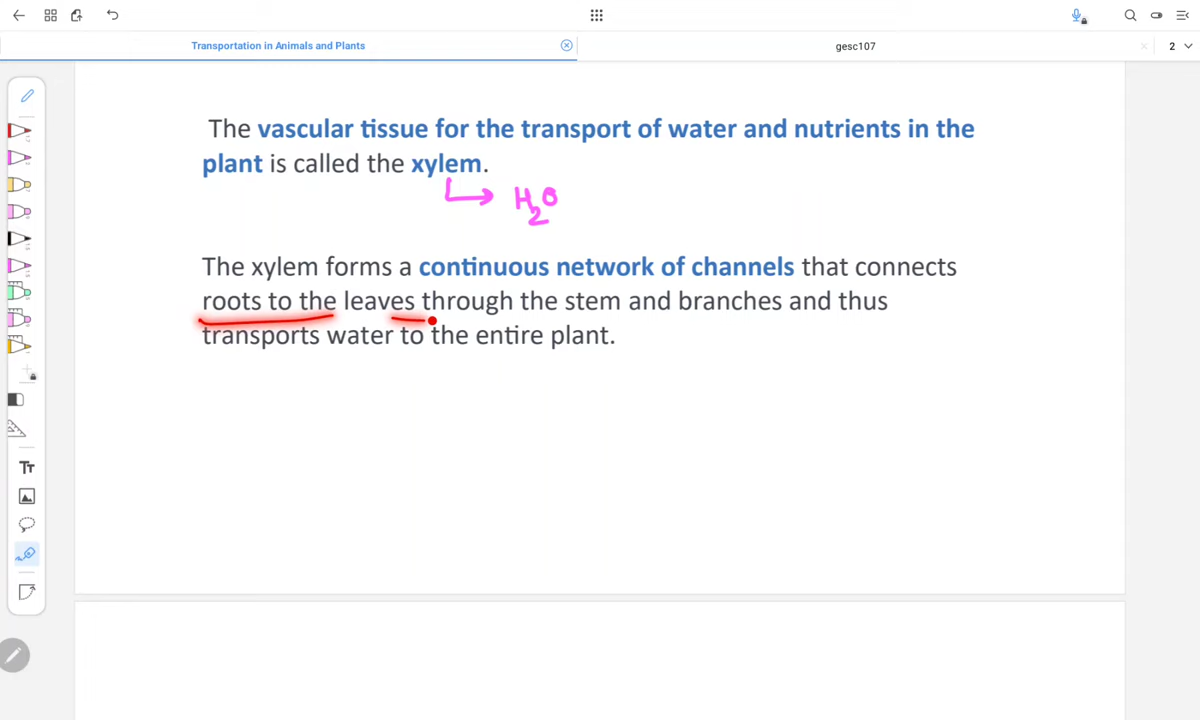 Transportation in Animals and Plants
gesc107
2
The vascular tissue for the transport of water and nutrients in the
plant is called the xylem.
H2O
The xylem forms a continuous network of channels that connects
roots to the leaves through the stem and branches and thus
transports water to the entire plant.
TT